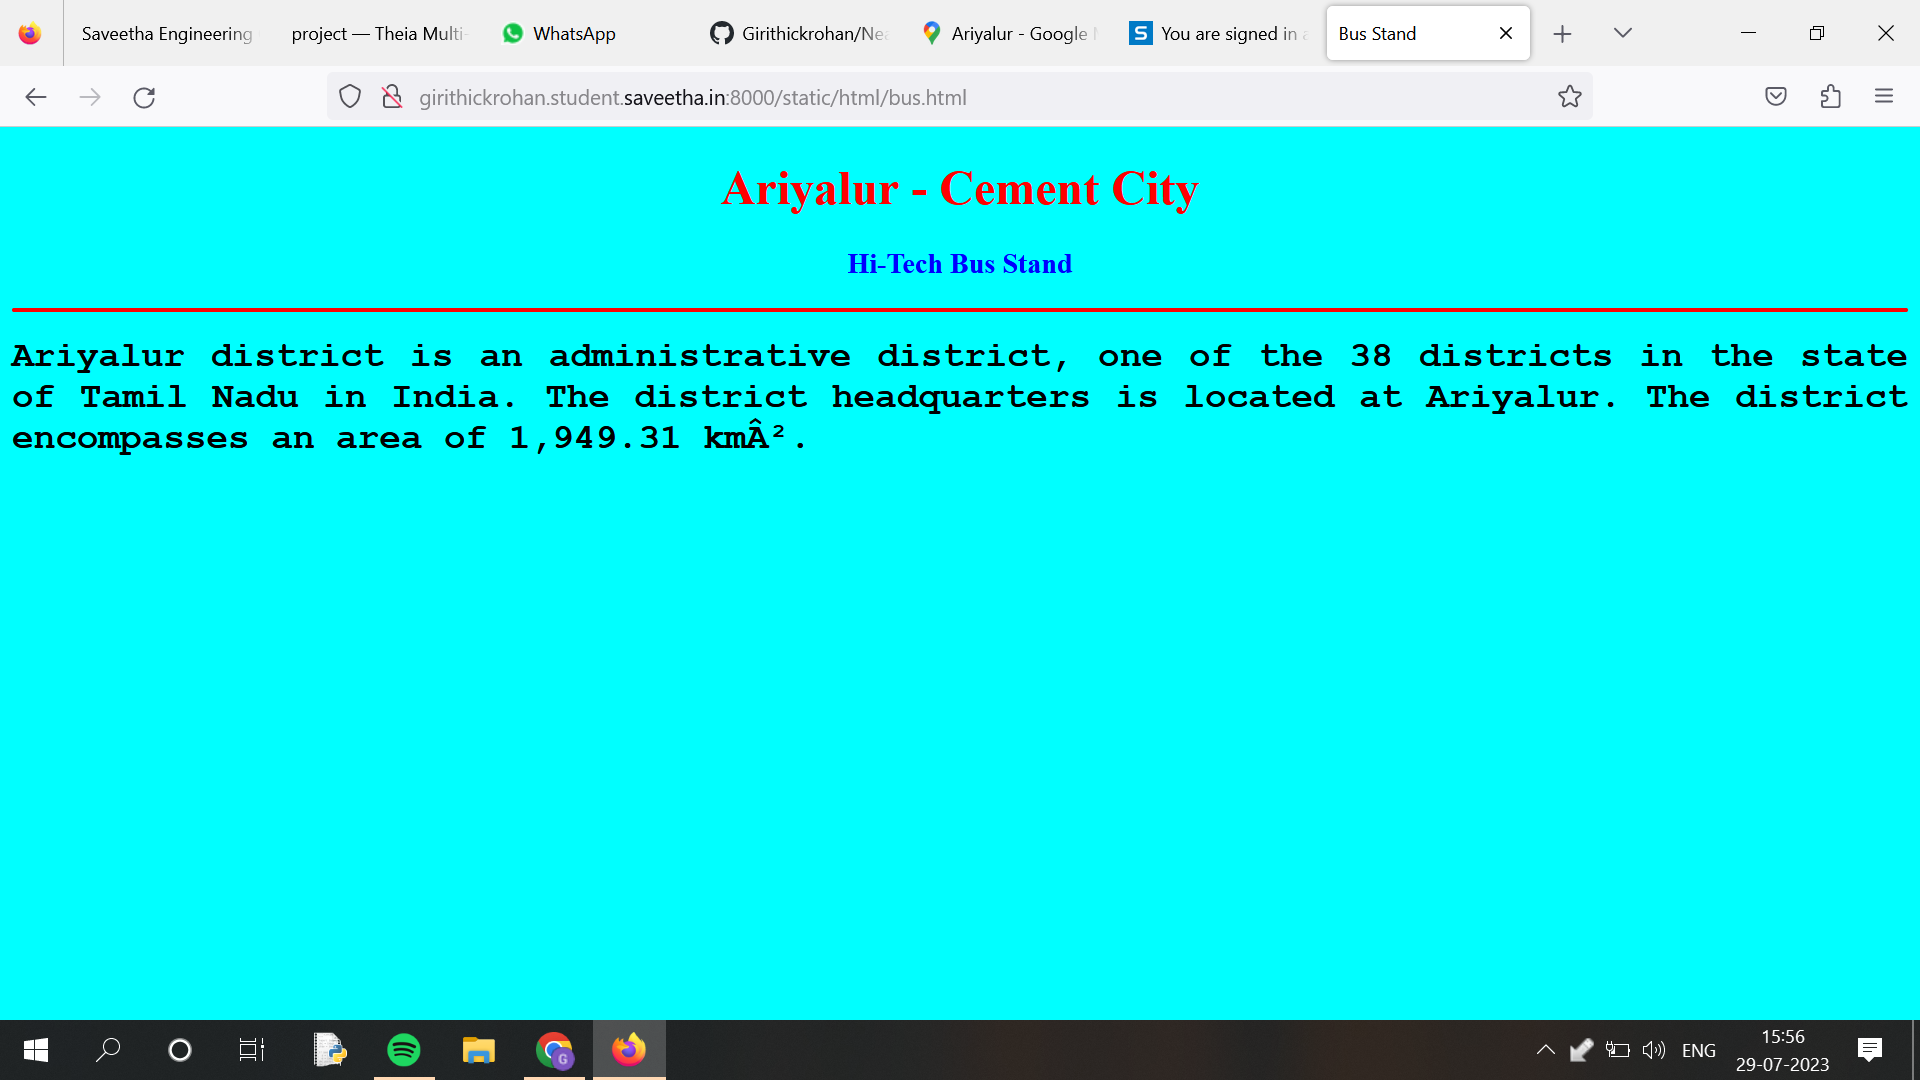 Saveetha Engineering
project — Theia Multi-
WhatsApp
Girithickrohan/Nea
Ariyalur - Google
You are signed in a
Bus Stand
girithickrohan.student.saveetha.in:8000/static/html/bus.html
Ariyalur - Cement City
Hi-Tech Bus Stand
Ariyalur district is an administrative district, one of the 38 districts in the state
of Tamil Nadu in India. The district headquarters is located at Ariyalur. The district
encompasses an area of 1,949.31 kmÂ².
ENG
15:56
29-07-2023